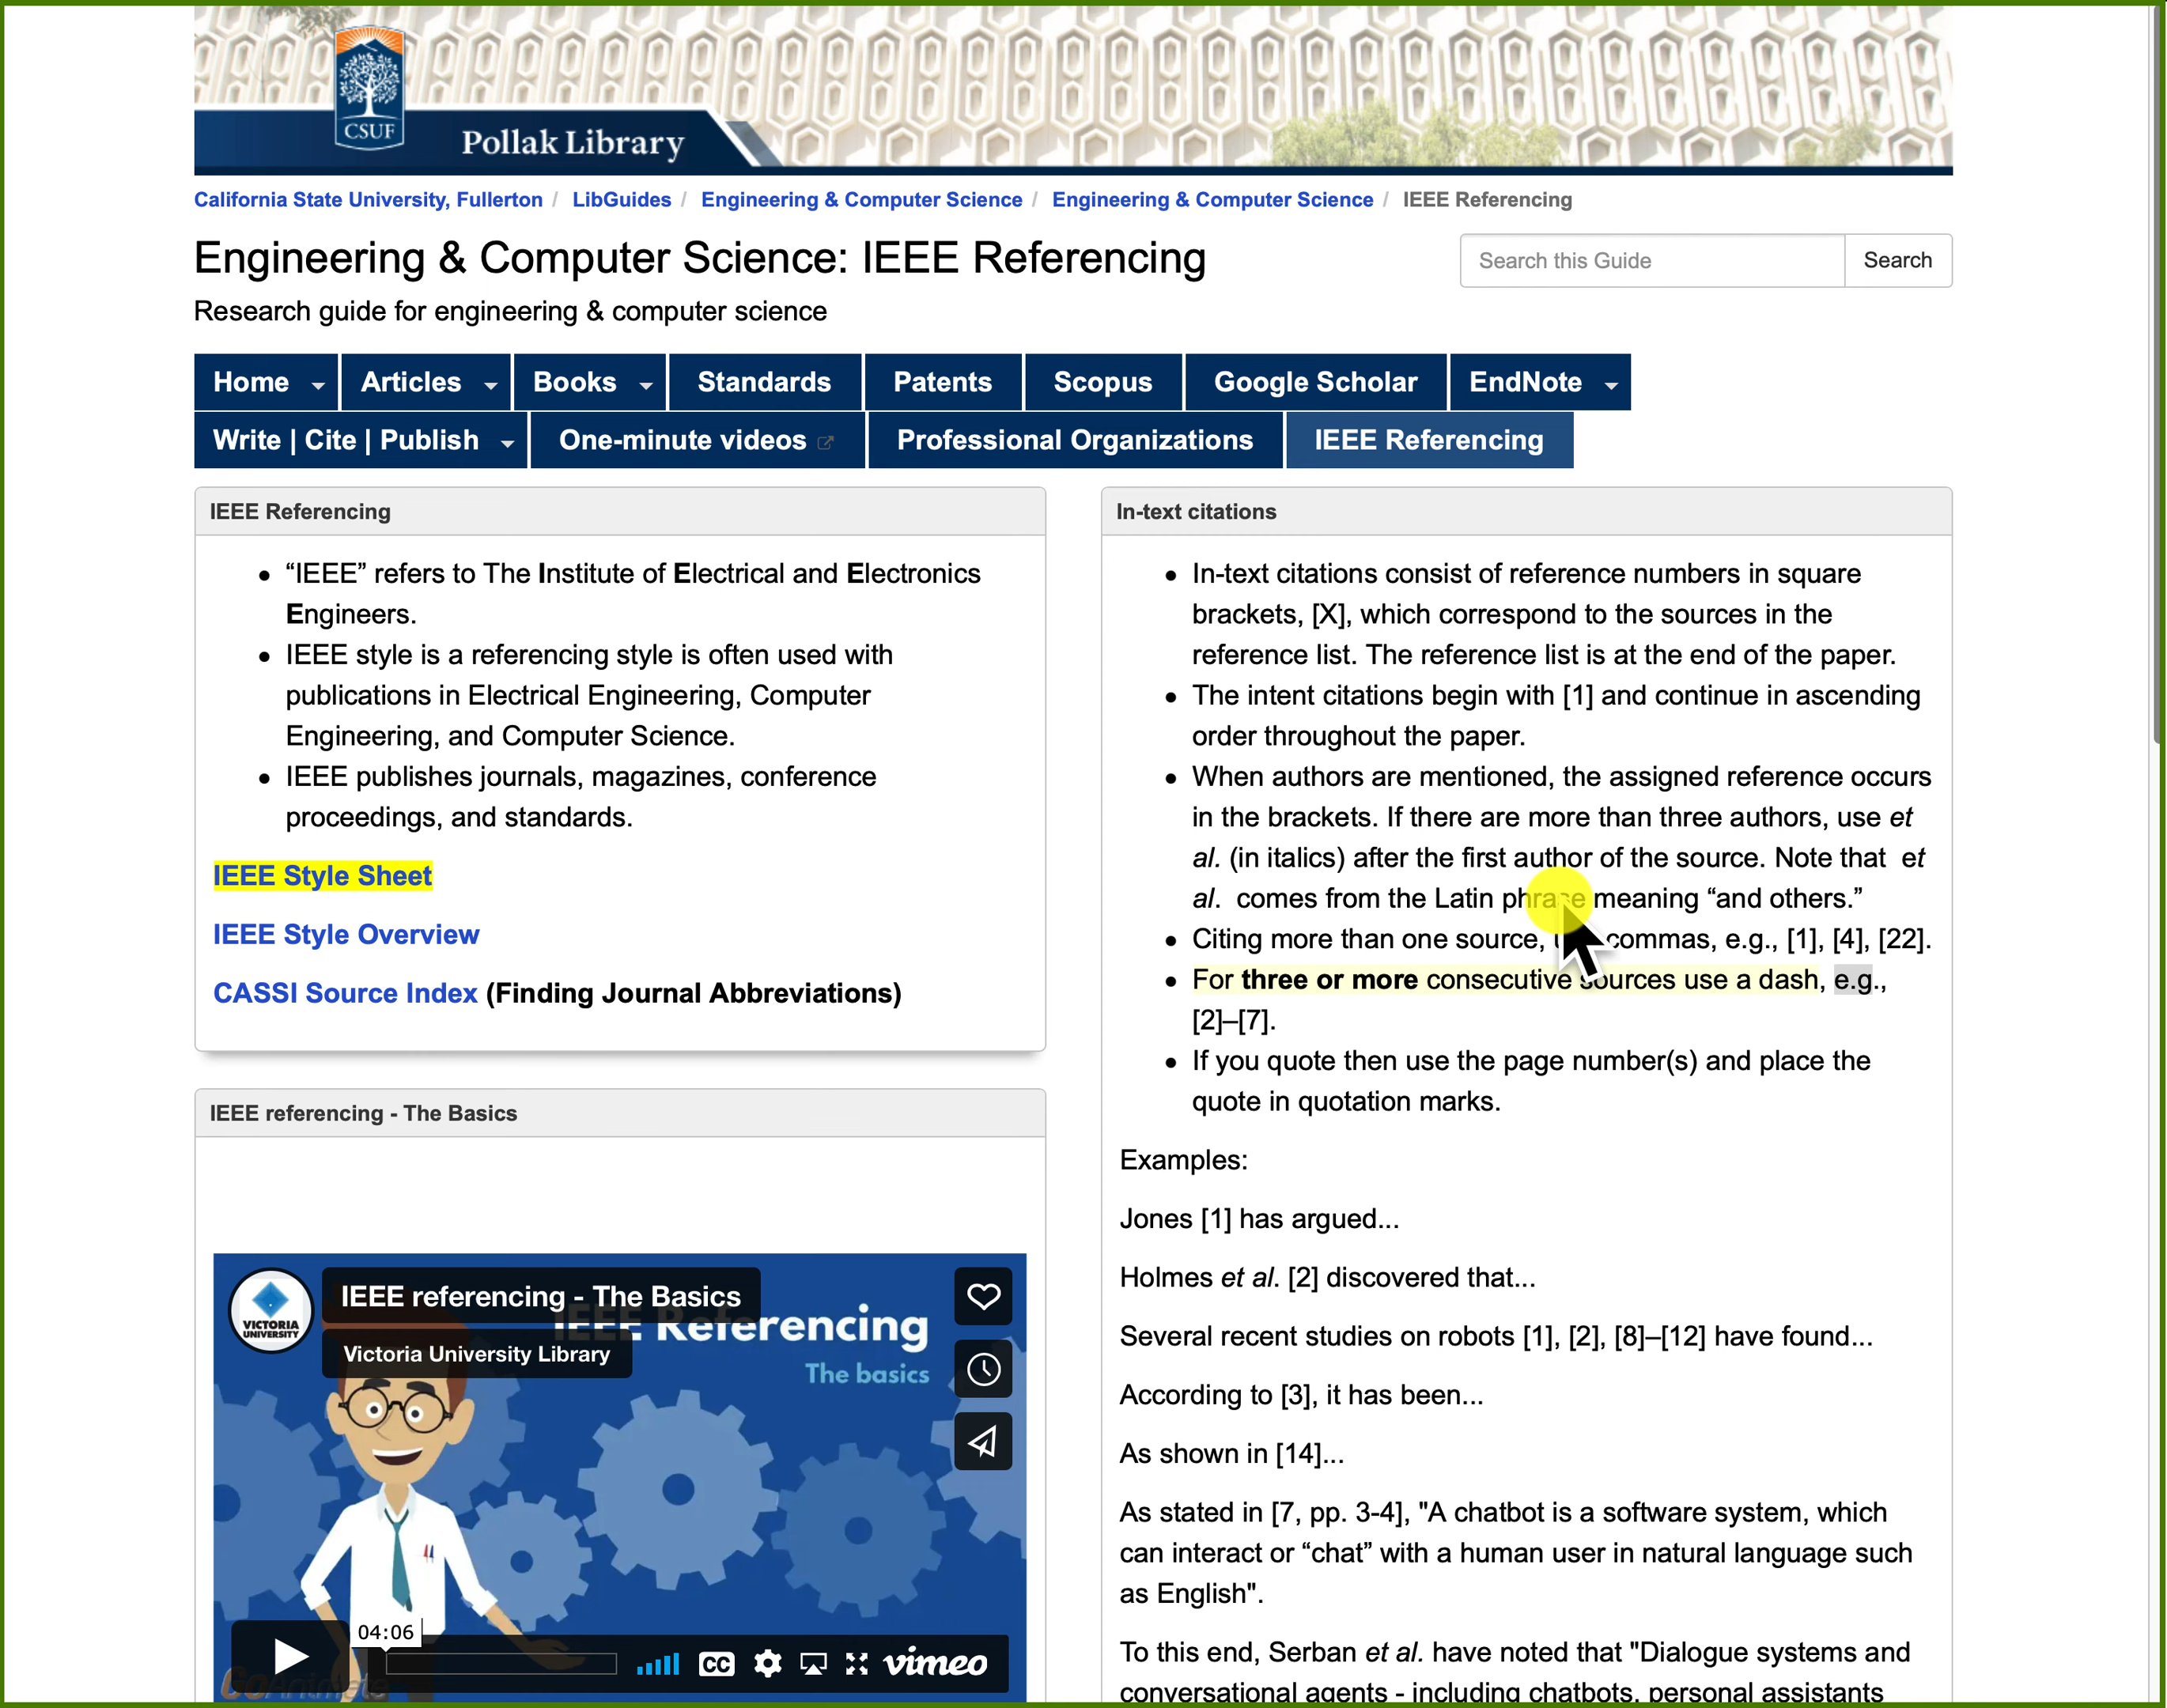 CSUF
Pollak Library
California State University, Fullerton / LibGuides / Engineering & Computer Science / Engineering & Computer Science / IEEE Referencing
Engineering & Computer Science: IEEE Referencing
Search this Guide
Search
Research guide for engineering & computer science
Home
Articles
Books
Standards
Patents
Scopus
Google Scholar
EndNote
Write | Cite | Publish
One-minute videos
Professional Organizations
IEEE Referencing
IEEE Referencing
• “IEEE” refers to The Institute of Electrical and Electronics
Engineers.
• IEEE style is a referencing style is often used with
publications in Electrical Engineering, Computer
Engineering, and Computer Science.
• IEEE publishes journals, magazines, conference
proceedings, and standards.
IEEE Style Sheet
IEEE Style Overview
CASSI Source Index (Finding Journal Abbreviations)
IEEE referencing - The Basics
VICTORIA
UNIVERSITY
IEEE referencing - The Basics
Victoria University Library
IEEE Referencing
The basics
04:06
CC
vimeo
In-text citations
• In-text citations consist of reference numbers in square
brackets, [X], which correspond to the sources in the
reference list. The reference list is at the end of the paper.
• The intent citations begin with [1] and continue in ascending
order throughout the paper.
• When authors are mentioned, the assigned reference occurs
in the brackets. If there are more than three authors, use et
al. (in italics) after the first author of the source. Note that et
al. comes from the Latin phrase meaning “and others.”
• Citing more than one source, commas, e.g., [1], [4], [22].
• For three or more consecutive sources use a dash, e.g.,
[2]–[7].
• If you quote then use the page number(s) and place the
quote in quotation marks.
Examples:
Jones [1] has argued...
Holmes et al. [2] discovered that...
Several recent studies on robots [1], [2], [8]–[12] have found...
According to [3], it has been...
As shown in [14]...
As stated in [7, pp. 3-4], "A chatbot is a software system, which
can interact or “chat” with a human user in natural language such
as English".
To this end, Serban et al. have noted that "Dialogue systems and
conversational agents - including chatbots, personal assistants